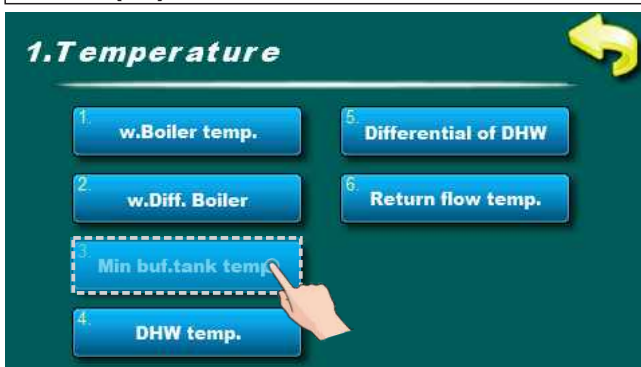 1.Temperature
1.
w.Boiler temp.
2.
w.Diff. Boiler
3.
Min buf.tank temp.
4.
DHW temp.
5.
Differential of DHW
6.
Return flow temp.